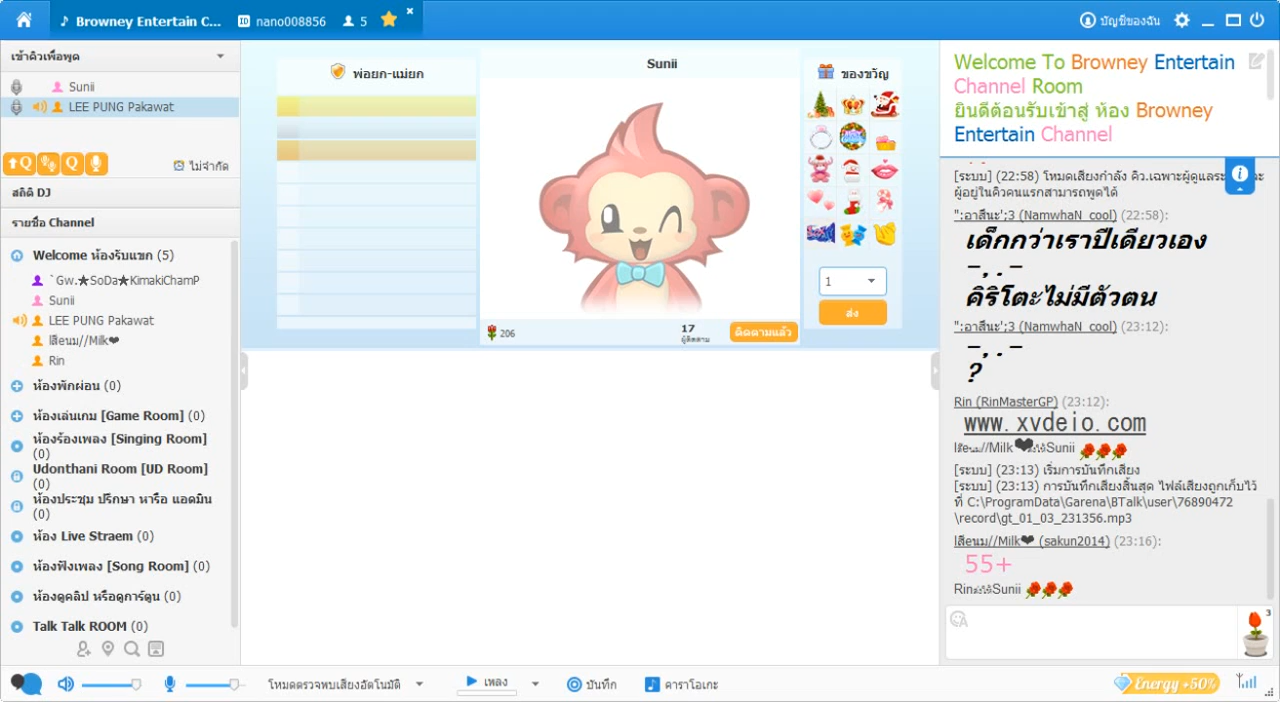 ♪ Browney Entertain C...
ID nano008856
5
บัญชีของฉัน
เข้าคิวเพื่อพูด
Sunii
LEE PUNG Pakawat
ไม่จำกัด
สถิติ DJ
รายชื่อ Channel
Welcome ห้องรับแขก (5)
`Gw.★SoDa★KimakiChamP
Sunii
LEE PUNG Pakawat
เสือนม//Milk❤
Rin
ห้องพักผ่อน (0)
ห้องเล่นเกม [Game Room] (0)
ห้องร้องเพลง [Singing Room]
(0)
Udonthani Room [UD Room]
(0)
ห้องประชุม ปรึกษา หารือ แอดมิน
(0)
ห้อง Live Straem (0)
ห้องฟังเพลง [Song Room] (0)
ห้องดูคลิป หรือดูการ์ตูน (0)
Talk Talk ROOM (0)
พ่อยก-แม่ยก
Sunii
206
17
ผู้ติดตาม
ติดตามแล้ว
ของขวัญ
1
ส่ง
Welcome To Browney Entertain
Channel Room
ยินดีต้อนรับเข้าสู่ ห้อง Browney
Entertain Channel
[ระบบ] (22:58) โหมดเสียงกำลัง คิว.เฉพาะผู้ดูแลระ
ผู้อยู่ในคิวคนแรกสามารถพูดได้
":อาสึนะ';3 (NamwhaN_cool) (22:58):
เด็กกว่าเราปีเดียวเอง
-,.-
คิริโตะไม่มีตัวตน
":อาสึนะ';3 (NamwhaN_cool) (23:12):
-,.-
?
Rin (RinMasterGP) (23:12):
www.xvdeio.com
เสือนม//Milk❤ส่งให้Sunii
[ระบบ] (23:13) เริ่มการบันทึกเสียง
[ระบบ] (23:13) การบันทึกเสียงสิ้นสุด ไฟล์เสียงถูกเก็บไว้
ที่ C:\ProgramData\Garena\BTalk\user\76890472
\record\gt_01_03_231356.mp3
เสือนม//Milk❤ (sakun2014) (23:16):
55+
Rinส่งให้Sunii
3
โหมดตรวจพบเสียงอัตโนมัติ
เพลง
บันทึก
คาราโอเกะ
Energy +50%